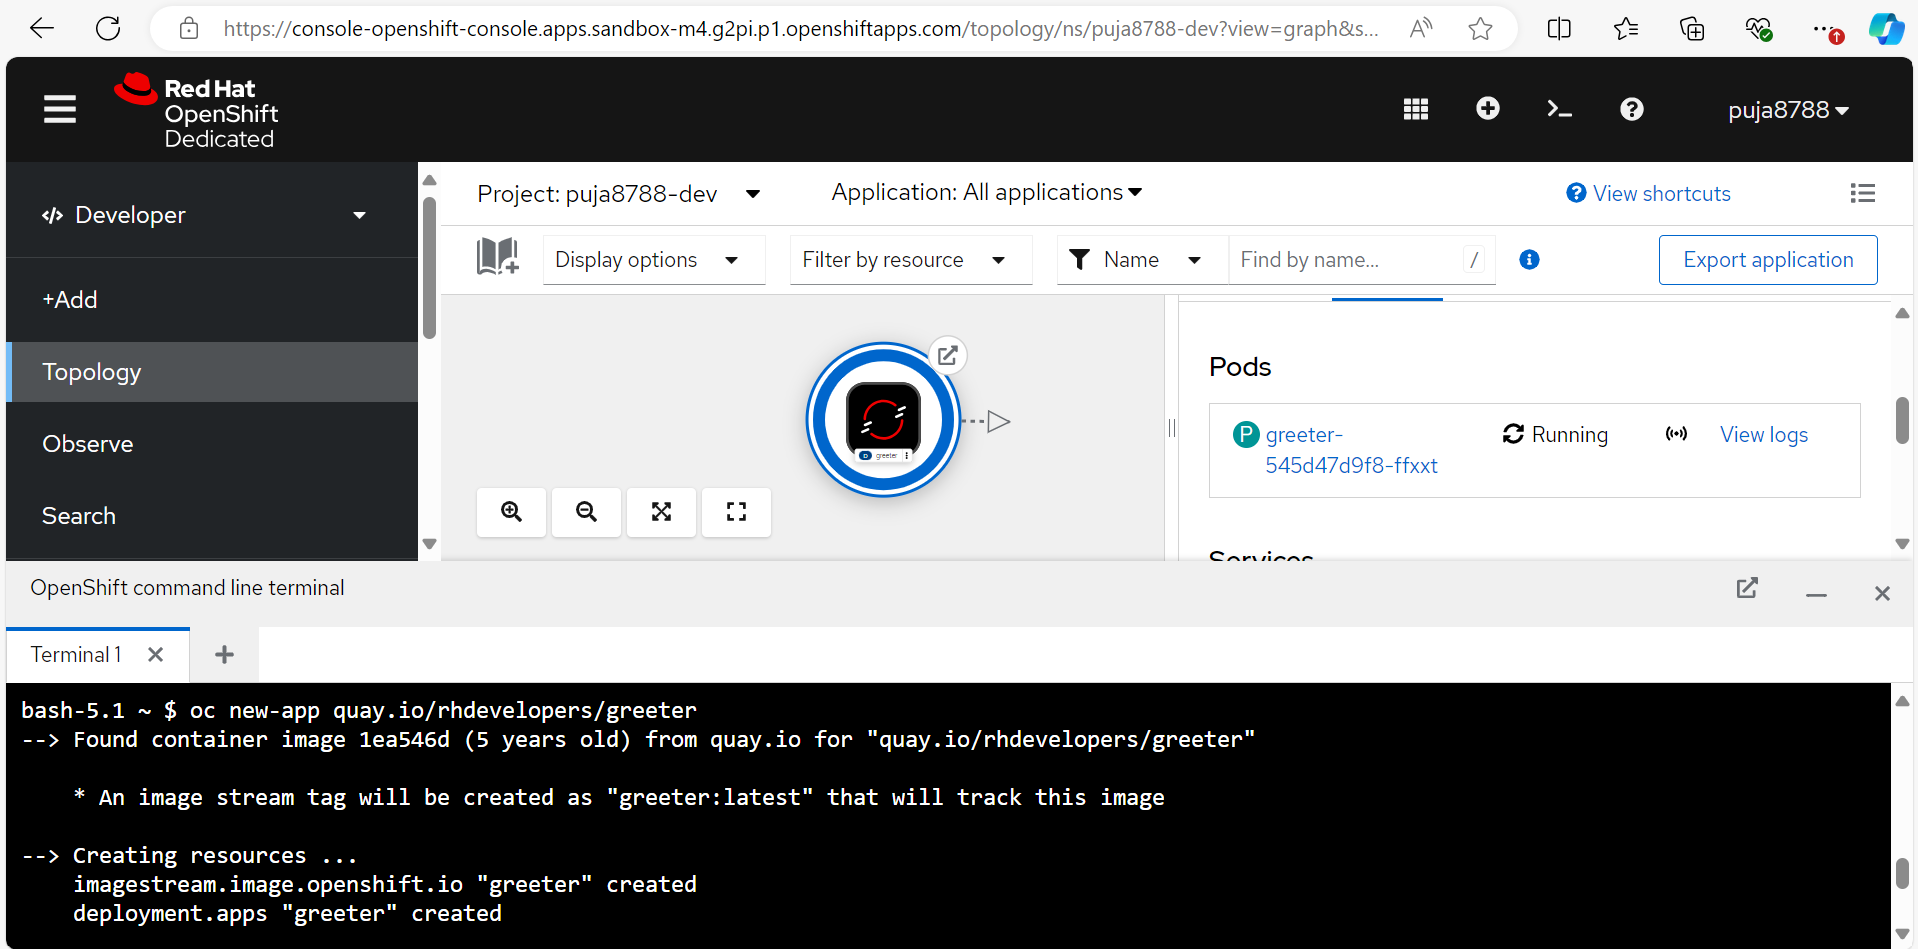 https://console-openshift-console.apps.sandbox-m4.g2pi.p1.openshiftapps.com/topology/ns/puja8788-dev?view=graph&s...
Red Hat
OpenShift
Dedicated
puja8788
Developer
+Add
Topology
Observe
Search
Project: puja8788-dev
Application: All applications
View shortcuts
Display options
Filter by resource
Name
Find by name...
/
Export application
D greeter
Pods
P greeter-
545d47d9f8-ffxxt
Running
View logs
Services
OpenShift command line terminal
Terminal 1
bash-5.1 ~ $ oc new-app quay.io/rhdevelopers/greeter
--> Found container image 1ea546d (5 years old) from quay.io for "quay.io/rhdevelopers/greeter"
* An image stream tag will be created as "greeter:latest" that will track this image
--> Creating resources ...
imagestream.image.openshift.io "greeter" created
deployment.apps "greeter" created